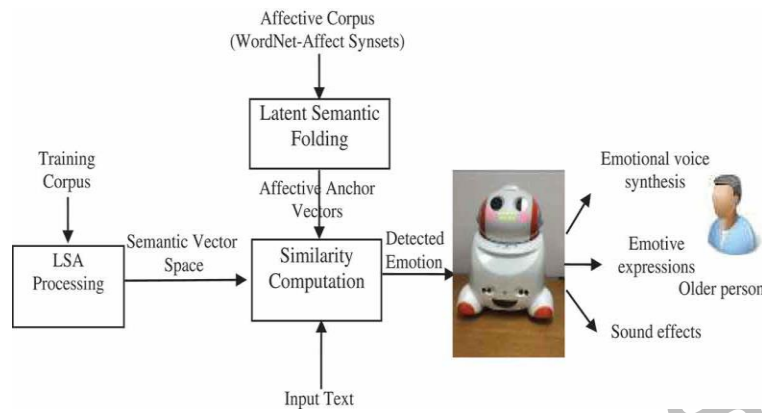 Affective Corpus
(WordNet-Affect Synsets)
Latent Semantic
Folding
Training
Corpus
Affective Anchor
Vectors
Emotional voice
synthesis
LSA
Processing
Semantic Vector
Space
Similarity
Computation
Detected
Emotion
Emotive
expressions
Older person
Sound effects
Input Text